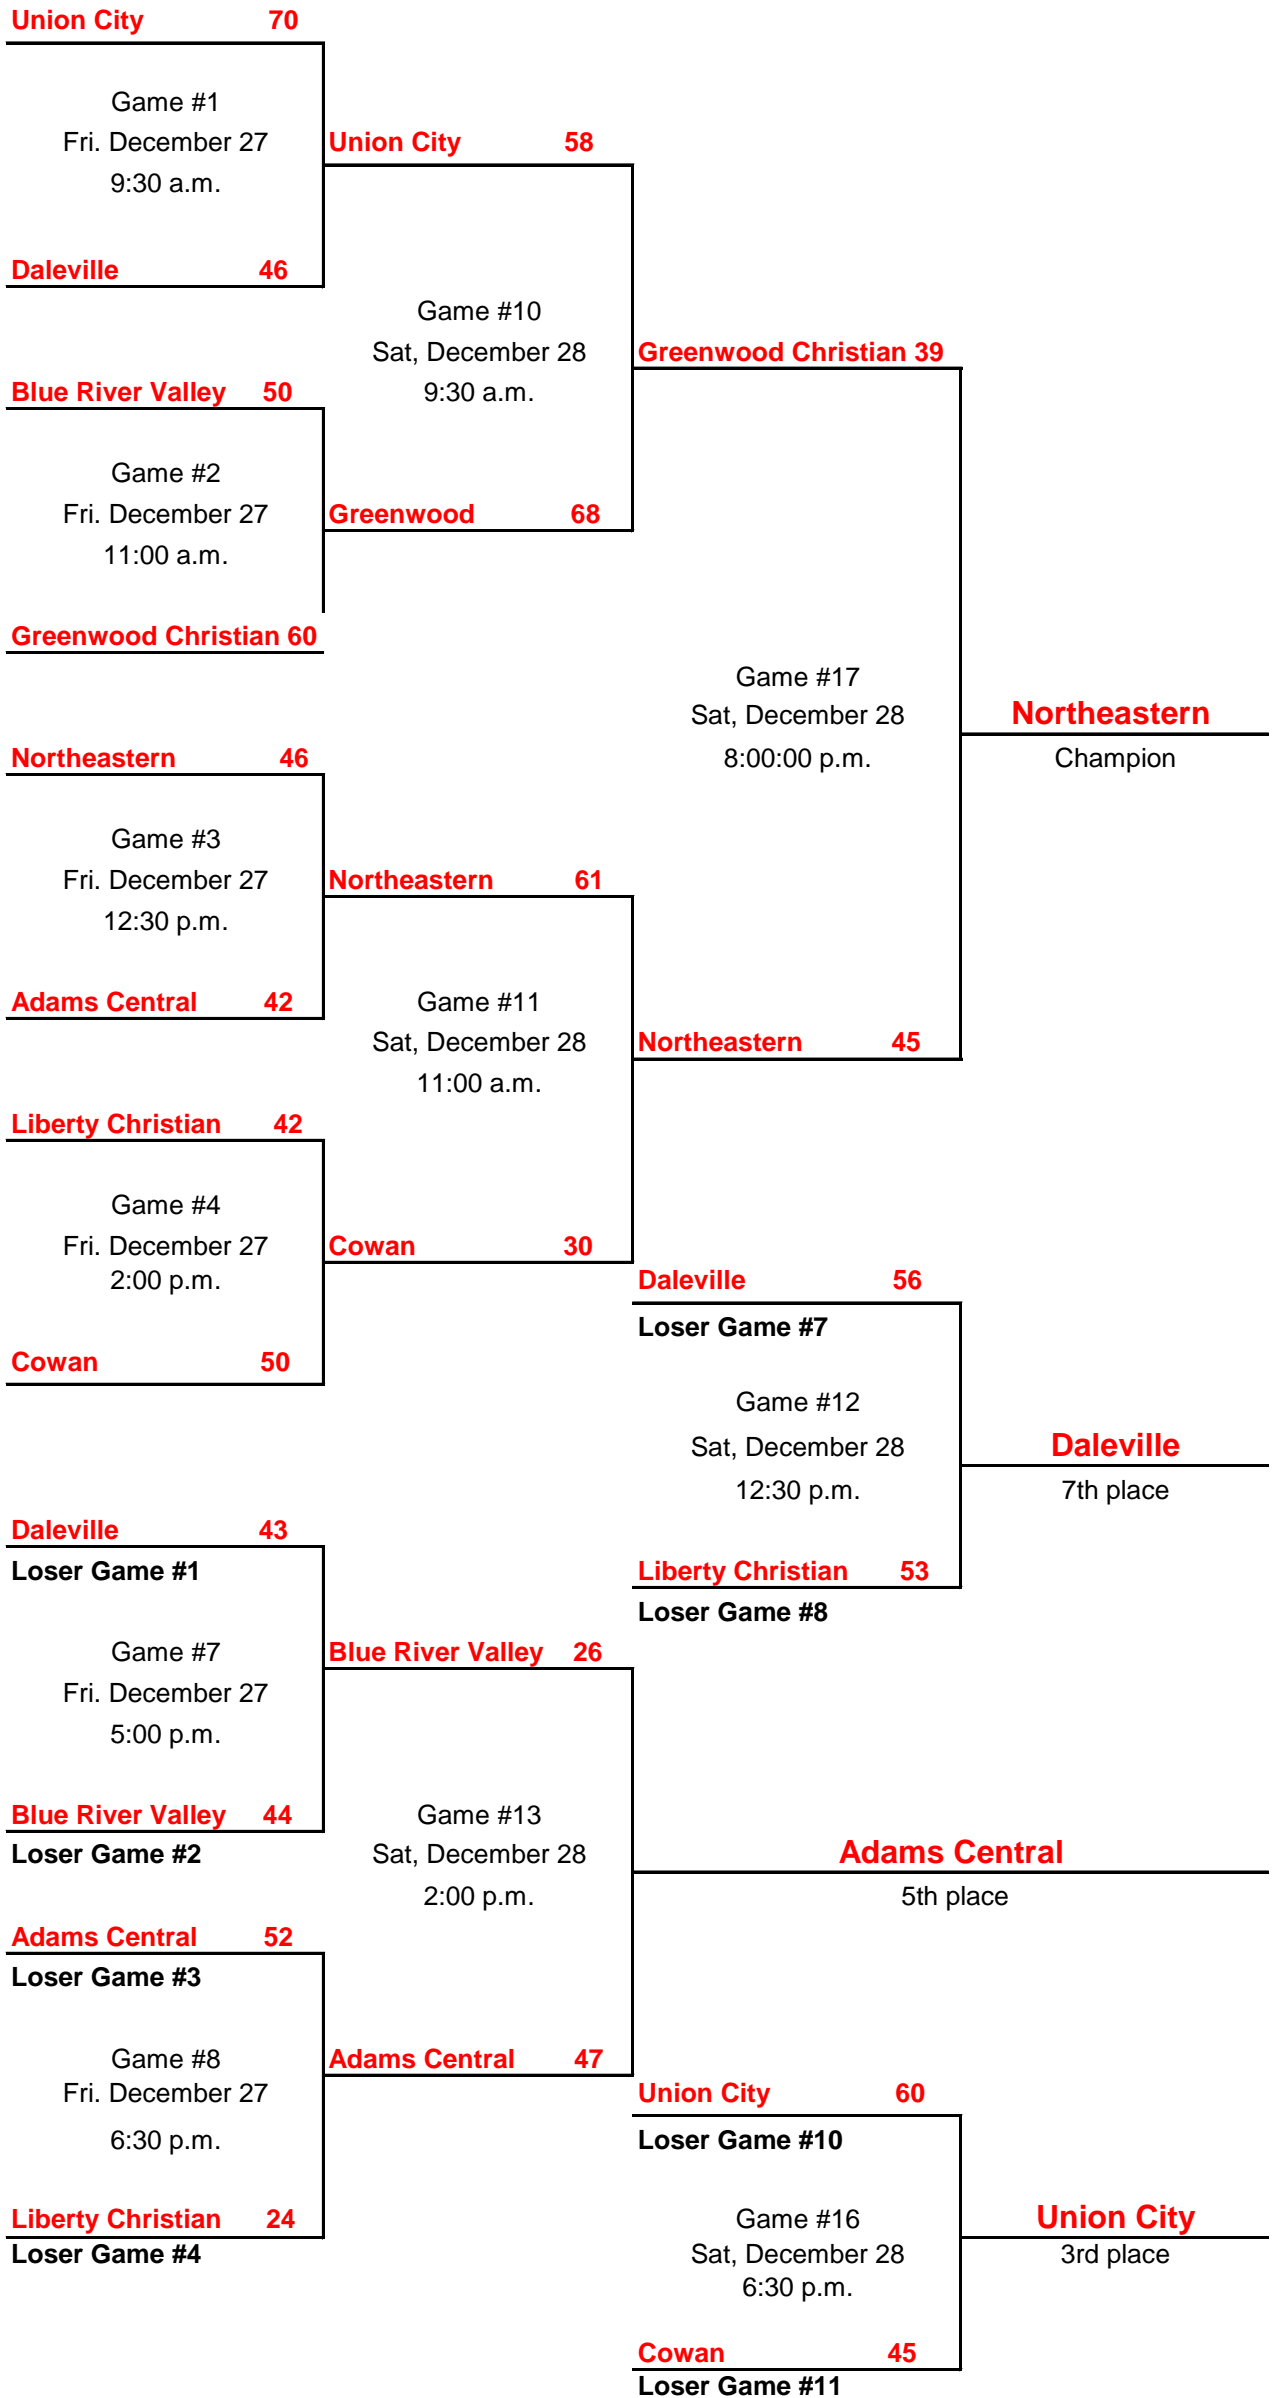 Union City 70
Game #1
Fri. December 27
9:30 a.m.
Daleville 46
Union City 58
Game #10
Sat, December 28
9:30 a.m.
Greenwood Christian 39
Blue River Valley 50
Game #2
Fri. December 27
11:00 a.m.
Greenwood 68
Greenwood Christian 60
Game #17
Sat, December 28
8:00:00 p.m.
Northeastern
Champion
Northeastern 46
Game #3
Fri. December 27
12:30 p.m.
Adams Central 42
Northeastern 61
Game #11
Sat, December 28
11:00 a.m.
Northeastern 45
Liberty Christian 42
Game #4
Fri. December 27
2:00 p.m.
Cowan 50
Cowan 30
Daleville 56
Loser Game #7
Game #12
Sat, December 28
12:30 p.m.
Liberty Christian 53
Loser Game #8
Daleville
7th place
Daleville 43
Loser Game #1
Game #7
Fri. December 27
5:00 p.m.
Blue River Valley 44
Loser Game #2
Blue River Valley 26
Game #13
Sat, December 28
2:00 p.m.
Adams Central
5th place
Adams Central 52
Loser Game #3
Game #8
Fri. December 27
6:30 p.m.
Liberty Christian 24
Loser Game #4
Adams Central 47
Union City 60
Loser Game #10
Game #16
Sat, December 28
6:30 p.m.
Cowan 45
Loser Game #11
Union City
3rd place